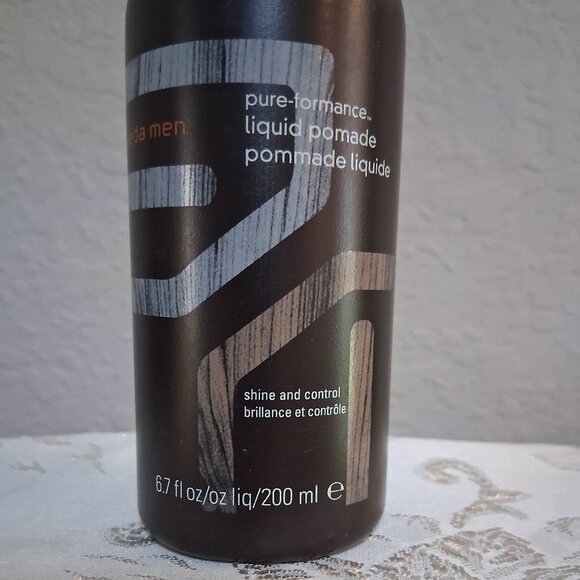 pure-formance™
liquid pomade
pommade liquide
men
shine and control
brillance et contrôle
6.7 fl oz/oz liq/200 ml ℮